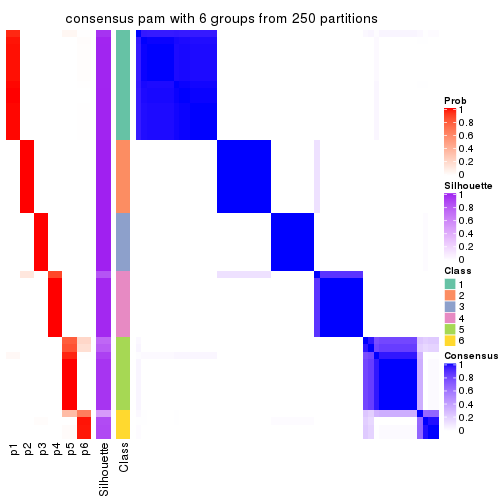 consensus pam with 6 groups from 250 partitions
Prob
1
0.8
0.6
0.4
0.2
0
Silhouette
1
0.8
0.6
0.4
0.2
0
Class
1
2
3
4
5
6
Consensus
1
0.8
0.6
0.4
0.2
0
p1
p2
p3
p4
p5
p6
Silhouette
Class